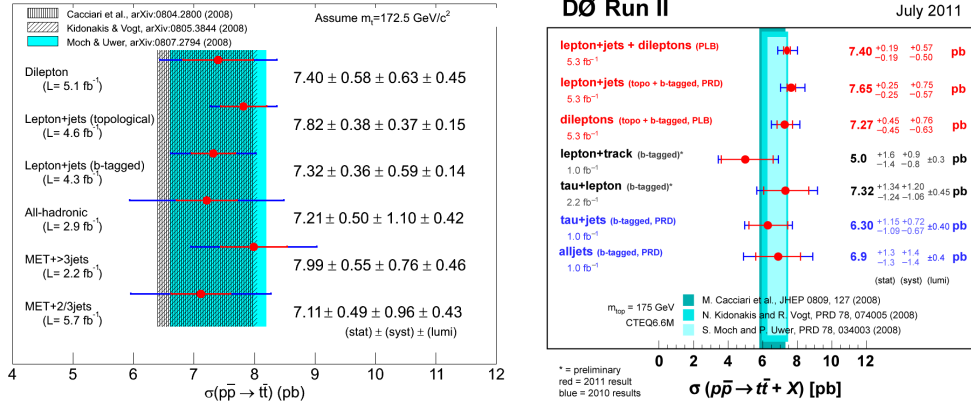 Cacciari et al., arXiv:0804.2800 (2008)
Kidonakis & Vogt, arXiv:0805.3844 (2008)
Moch & Uwer, arXiv:0807.2794 (2008)
Assume mt=172.5 GeV/c²
Dilepton
(L= 5.1 fb⁻¹)
7.40 ± 0.58 ± 0.63 ± 0.45
Lepton+jets (topological)
(L= 4.6 fb⁻¹)
7.82 ± 0.38 ± 0.37 ± 0.15
Lepton+jets (b-tagged)
(L= 4.3 fb⁻¹)
7.32 ± 0.36 ± 0.59 ± 0.14
All-hadronic
(L= 2.9 fb⁻¹)
7.21 ± 0.50 ± 1.10 ± 0.42
MET+>3jets
(L= 2.2 fb⁻¹)
7.99 ± 0.55 ± 0.76 ± 0.46
MET+2/3jets
(L= 5.7 fb⁻¹)
7.11 ± 0.49 ± 0.96 ± 0.43
(stat) ± (syst) ± (lumi)
4 5 6 7 8 9 10 11 12
σ(pp̅ → tt̅) (pb)
DØ Run II
July 2011
lepton+jets + dileptons (PLB)
5.3 fb⁻¹
7.40 +0.19 −0.19 +0.57 −0.50 pb
lepton+jets (topo + b-tagged, PRD)
5.3 fb⁻¹
7.65 +0.25 −0.25 +0.75 −0.57 pb
dileptons (topo + b-tagged, PLB)
5.3 fb⁻¹
7.27 +0.45 −0.45 +0.76 −0.63 pb
lepton+track (b-tagged)*
1.0 fb⁻¹
5.0 +1.6 −1.4 +0.9 −0.8 ±0.3 pb
tau+lepton (b-tagged)*
2.2 fb⁻¹
7.32 +1.34 −1.24 +1.20 −1.06 ±0.45 pb
tau+jets (b-tagged, PRD)
1.0 fb⁻¹
6.30 +1.15 −1.09 +0.72 −0.67 ±0.40 pb
alljets (b-tagged, PRD)
1.0 fb⁻¹
6.9 +1.3 −1.3 +1.4 −1.4 ±0.4 pb
(stat) (syst) (lumi)
mtop = 175 GeV
CTEQ6.6M
M. Cacciari et al., JHEP 0809, 127 (2008)
N. Kidonakis and R. Vogt, PRD 78, 074005 (2008)
S. Moch and P. Uwer, PRD 78, 034003 (2008)
0 2 4 6 8 10 12
σ (pp̅ → tt̅ + X) [pb]
* = preliminary
red = 2011 result
blue = 2010 results